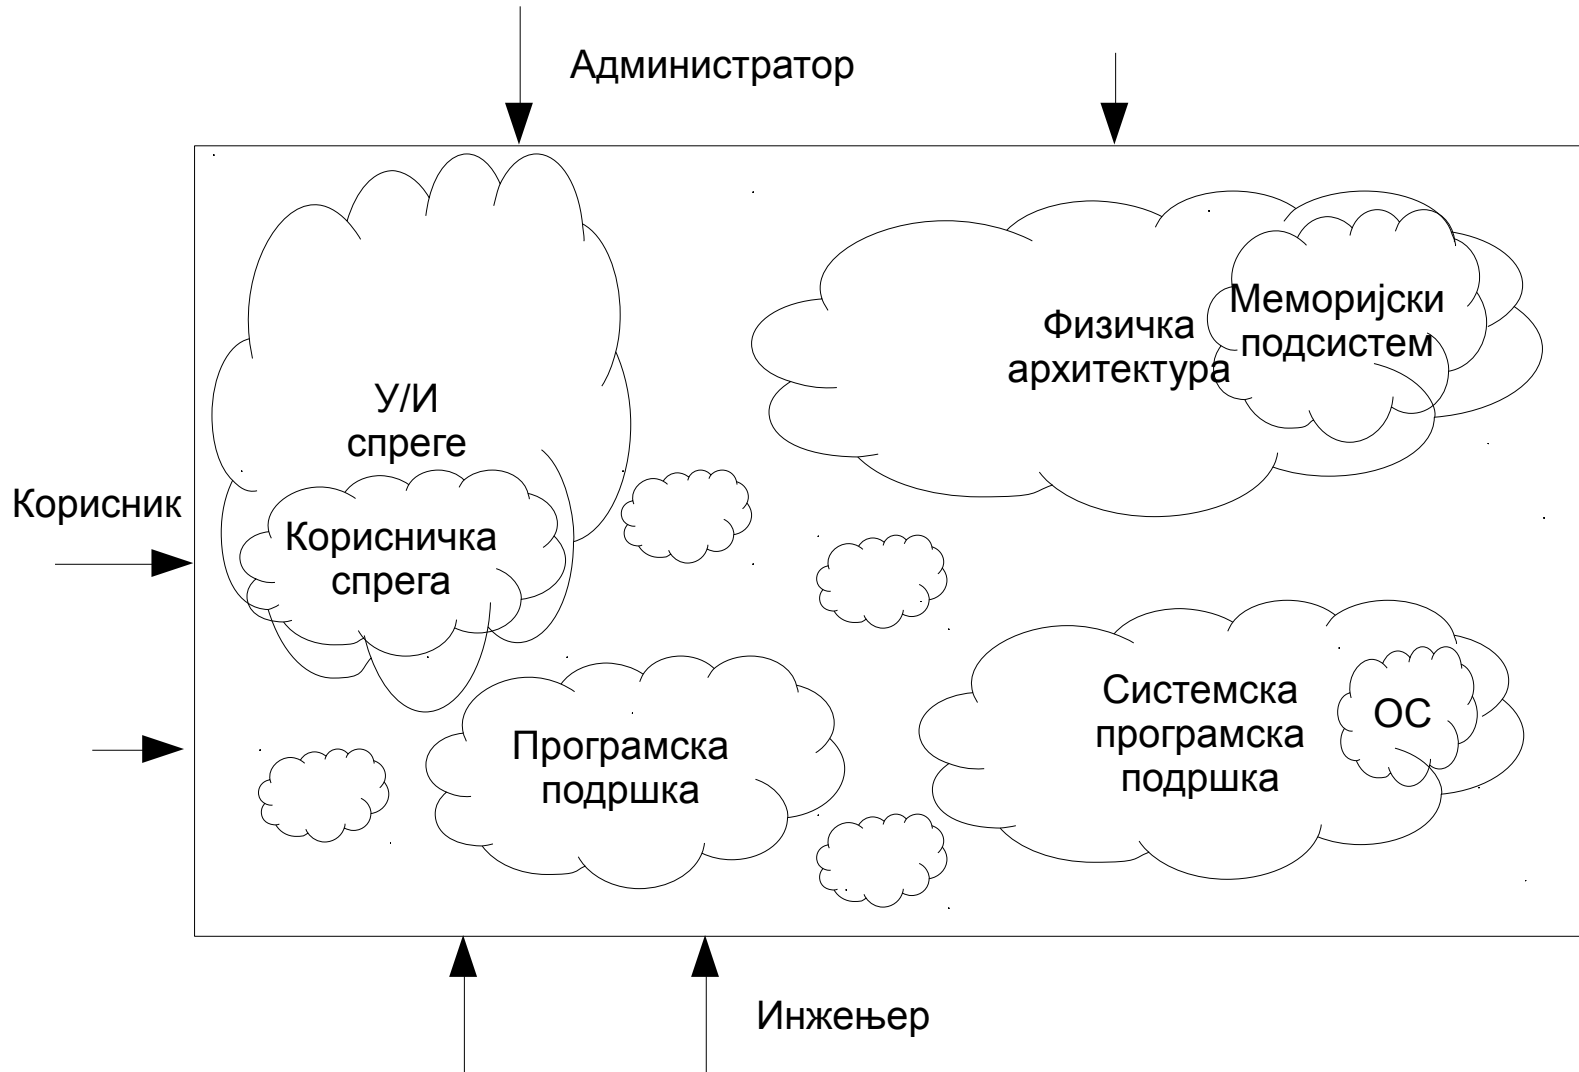 Администратор
У/И
спреге
Физичка
архитектура
Меморијски
подсистем
Корисник
Корисничка
спрега
Програмска
подршка
Системска
програмска
подршка
ОС
Инжењер